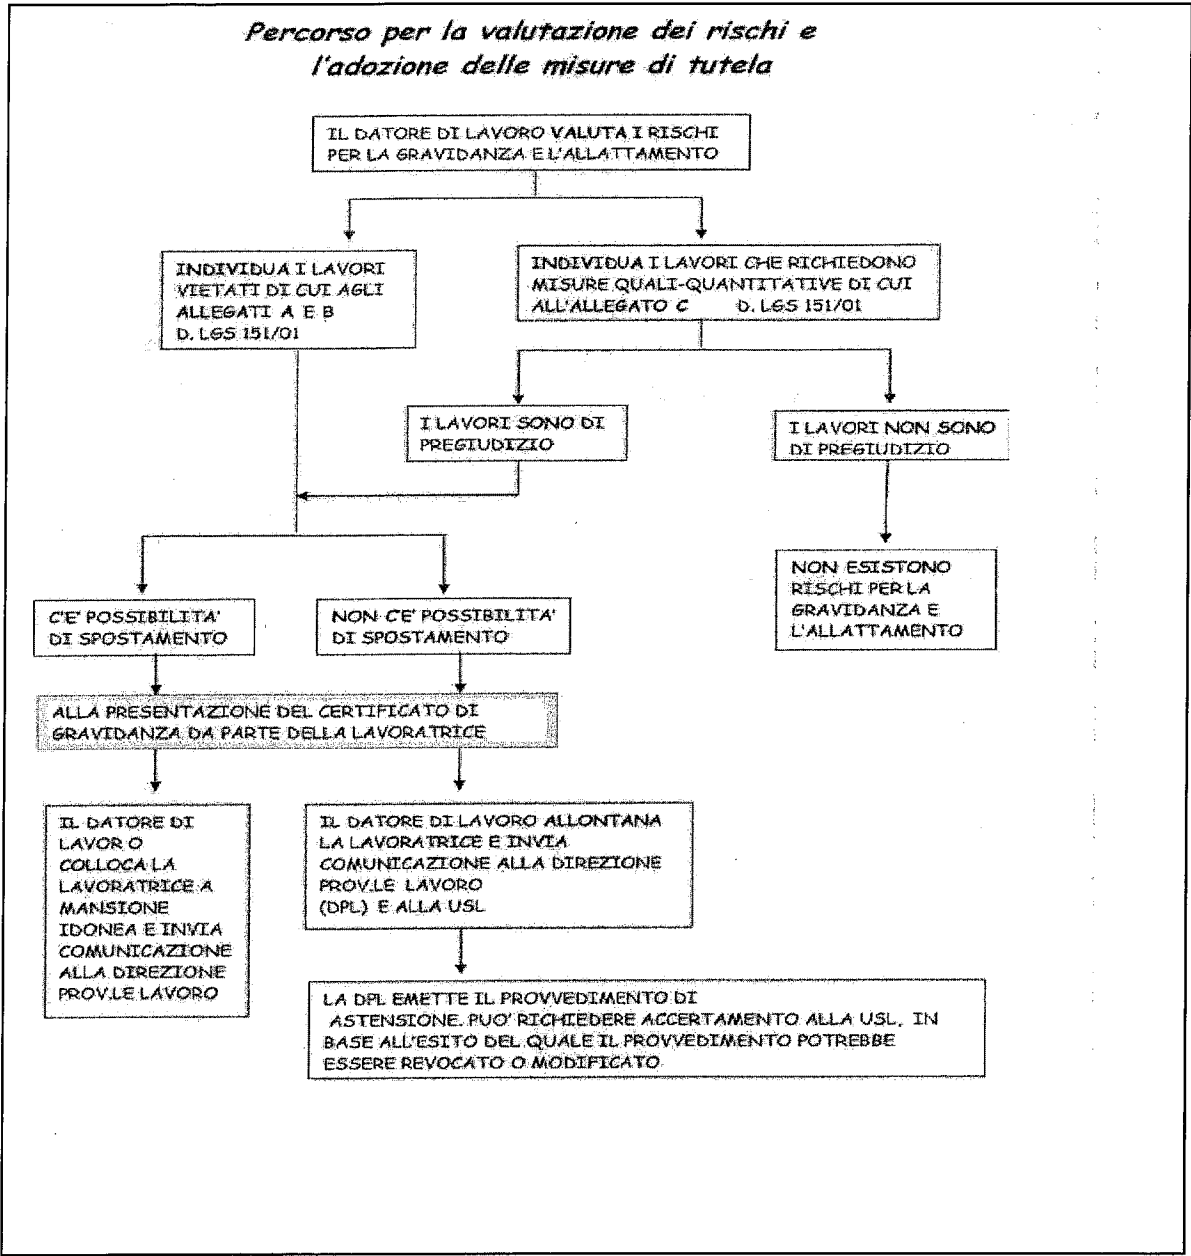 Percorso per la valutazione dei rischi e
l'adozione delle misure di tutela
IL DATORE DI LAVORO VALUTA I RISCHI
PER LA GRAVIDANZA E L'ALLATTAMENTO
INDIVIDUA I LAVORI
VIETATI DI CUI AGLI
ALLEGATI A E B
D. LGS 151/01
INDIVIDUA I LAVORI CHE RICHIEDONO
MISURE QUALI-QUANTITATIVE DI CUI
ALL'ALLEGATO C D. LGS 151/01
I LAVORI SONO DI
PREGIUDIZIO
I LAVORI NON SONO
DI PREGIUDIZIO
NON ESISTONO
RISCHI PER LA
GRAVIDANZA E
L'ALLATTAMENTO
C'E' POSSIBILITA'
DI SPOSTAMENTO
NON C'E' POSSIBILITA'
DI SPOSTAMENTO
ALLA PRESENTAZIONE DEL CERTIFICATO DI
GRAVIDANZA DA PARTE DELLA LAVORATRICE
IL DATORE DI
LAVOR O
COLLOCA LA
LAVORATRICE A
MANSIONE
IDONEA E INVIA
COMUNICAZIONE
ALLA DIREZIONE
PROV.LE LAVORO
IL DATORE DI LAVORO ALLONTANA
LA LAVORATRICE E INVIA
COMUNICAZIONE ALLA DIREZIONE
PROV.LE LAVORO
(DPL) E ALLA USL
LA DPL EMETTE IL PROVVEDIMENTO DI
ASTENSIONE. PUO' RICHIEDERE ACCERTAMENTO ALLA USL, IN
BASE ALL'ESITO DEL QUALE IL PROVVEDIMENTO POTREBBE
ESSERE REVOCATO O MODIFICATO